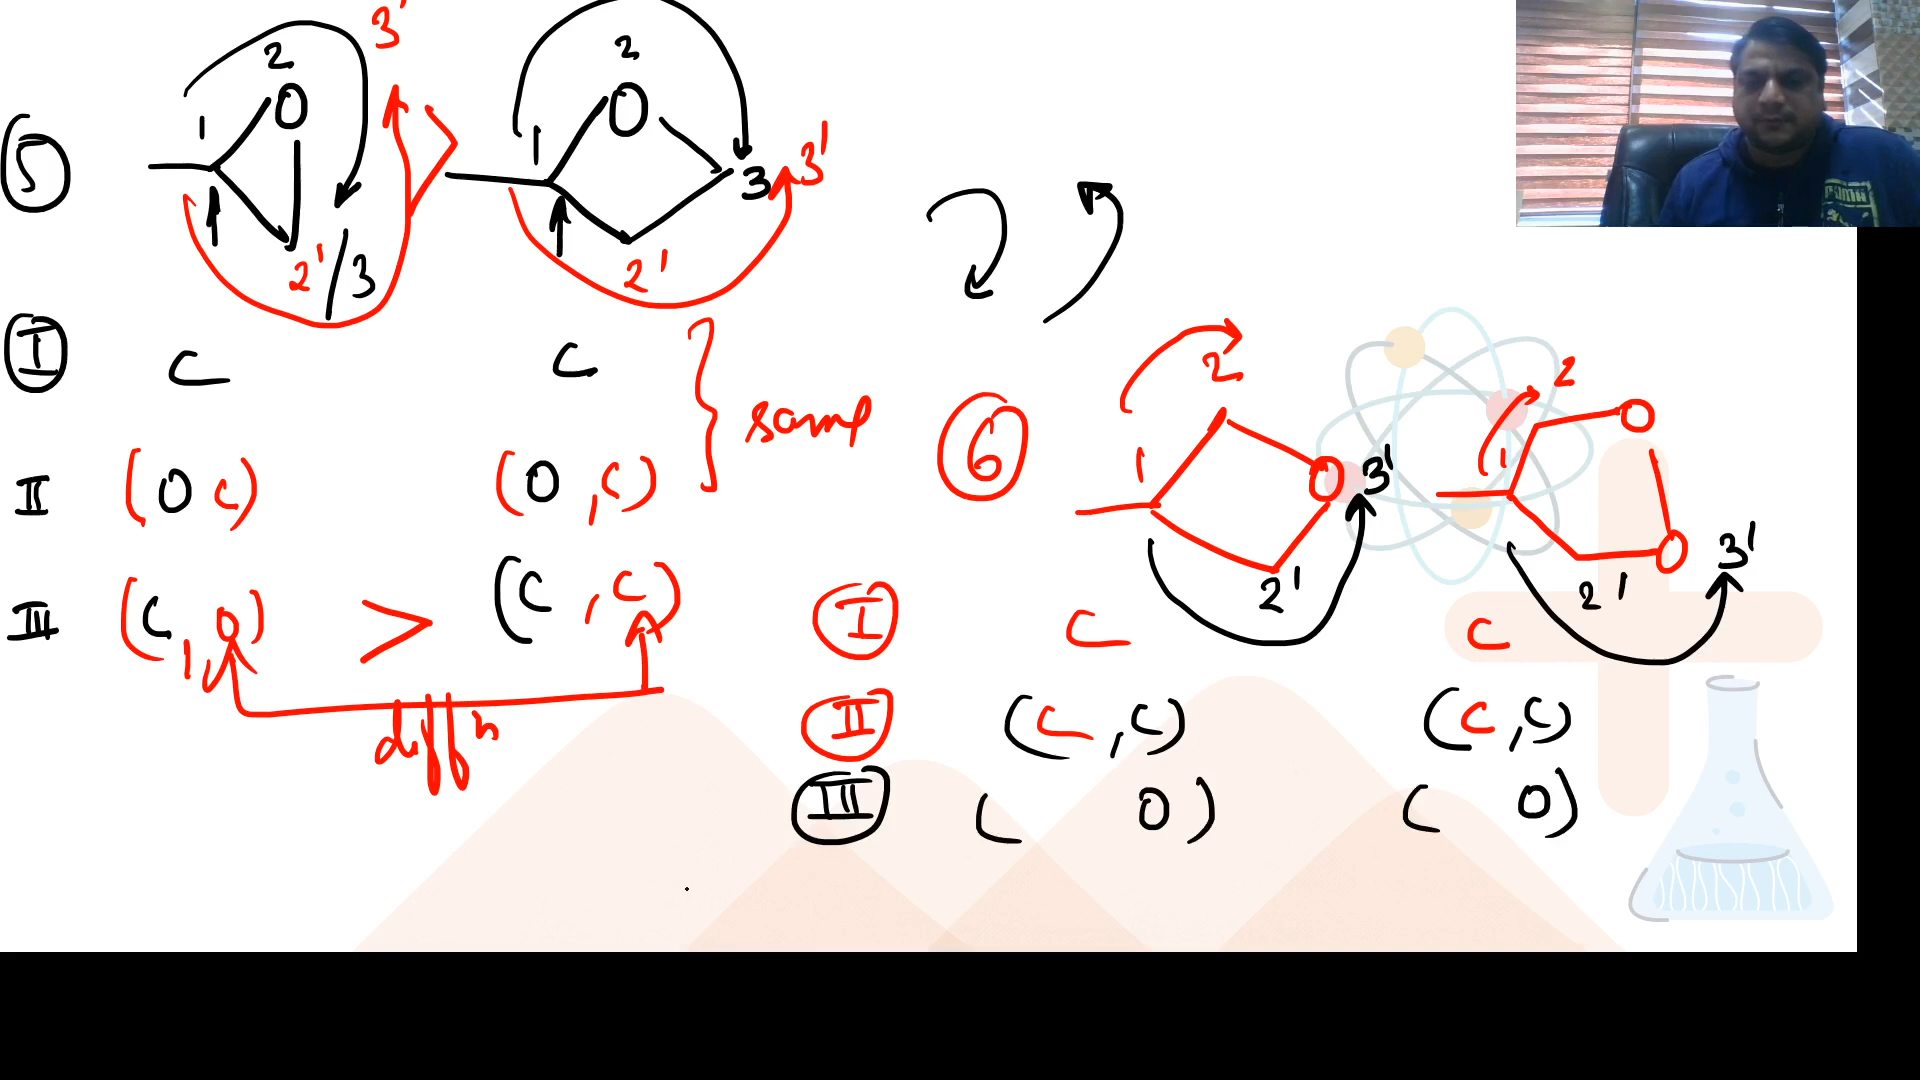 5
1 2 O 2'/3 3'
1 2 O 3 3' 2'
I C C
II (O C) (O, C) } same
III (C, O) > (C, C)
diffn
6
1 2 O 3' 2'
1 2 O O 3' 2'
I C C
II (C, C) (C, C)
III ( O) ( O)